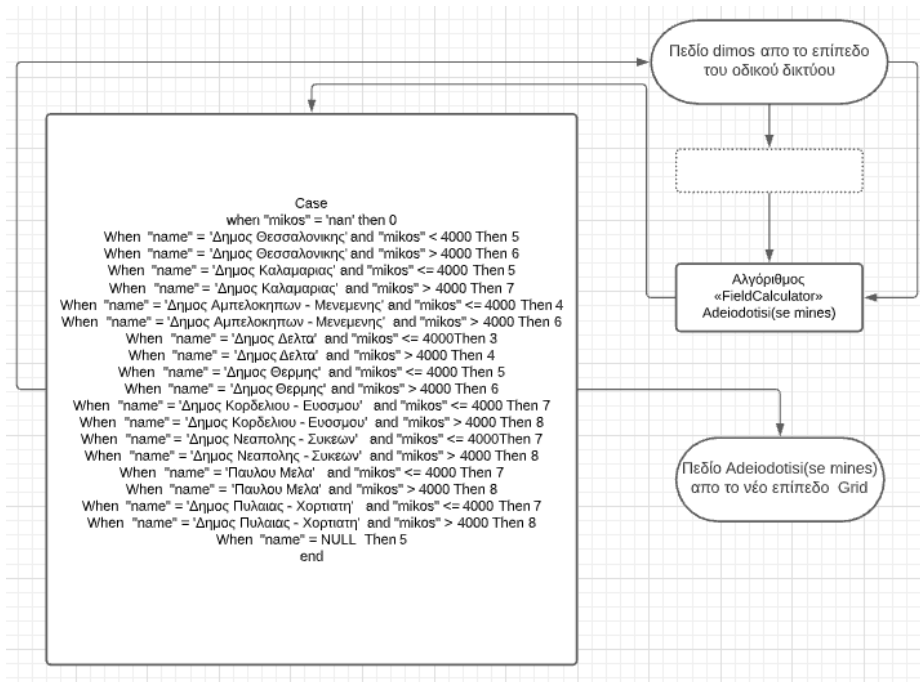 Πεδίο dimos απο το επίπεδο
του οδικού δικτύου
Case
when "mikos" = 'nan' then 0
When "name" = 'Δημος Θεσσαλονικης' and "mikos" < 4000 Then 5
When "name" = 'Δημος Θεσσαλονικης' and "mikos" > 4000 Then 6
When "name" = 'Δημος Καλαμαριας' and "mikos" <= 4000 Then 5
When "name" = 'Δημος Καλαμαριας' and "mikos" > 4000 Then 7
When "name" = 'Δημος Αμπελοκηπων - Μενεμενης' and "mikos" <= 4000 Then 4
When "name" = 'Δημος Αμπελοκηπων - Μενεμενης' and "mikos" > 4000 Then 6
When "name" = 'Δημος Δελτα' and "mikos" <= 4000Then 3
When "name" = 'Δημος Δελτα' and "mikos" > 4000 Then 4
When "name" = 'Δημος Θερμης' and "mikos" <= 4000 Then 5
When "name" = 'Δημος Θερμης' and "mikos" > 4000 Then 6
When "name" = 'Δημος Κορδελιου - Ευοσμου' and "mikos" <= 4000 Then 7
When "name" = 'Δημος Κορδελιου - Ευοσμου' and "mikos" > 4000 Then 8
When "name" = 'Δημος Νεαπολης - Συκεων' and "mikos" <= 4000Then 7
When "name" = 'Δημος Νεαπολης - Συκεων' and "mikos" > 4000 Then 8
When "name" = 'Παυλου Μελα' and "mikos" <= 4000 Then 7
When "name" = 'Παυλου Μελα' and "mikos" > 4000 Then 8
When "name" = 'Δημος Πυλαιας - Χορτιατη' and "mikos" <= 4000 Then 7
When "name" = 'Δημος Πυλαιας - Χορτιατη' and "mikos" > 4000 Then 8
When "name" = NULL Then 5
end
Αλγόριθμος
«FieldCalculator»
Adeiodotisi(se mines)
Πεδίο Adeiodotisi(se mines)
απο το νέο επίπεδο Grid